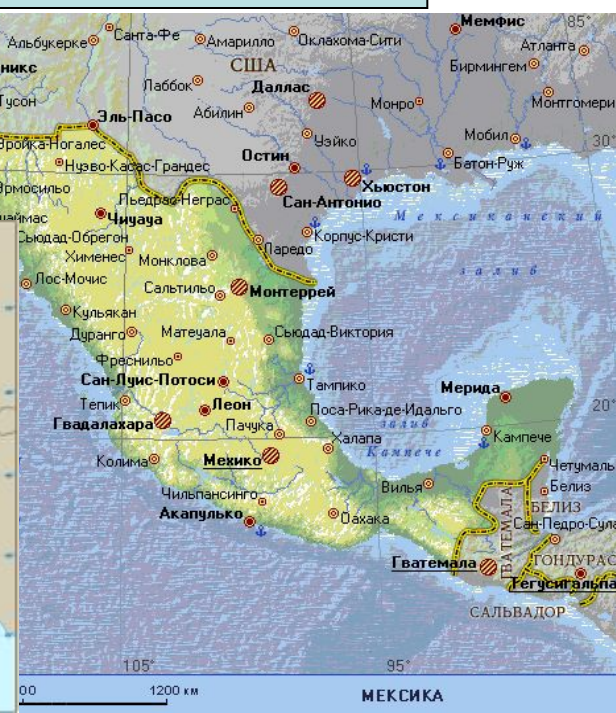 Мемфис
85°
Альбукерке
Санта-Фе
Амарилло
Оклахома-Сити
Атланта
никс
США
Бирмингем
Лаббок
Даллас
Тусон
Абилин
Монро
Монтгомери
Эль-Пасо
Уэйко
Мобил
30°
Остин
Батон-Руж
Нуэво-Касас-Грандес
Хьюстон
Сан-Антонио
Пьедрас-Неграс
Мексиканский
Чиуауа
Корпус-Кристи
Сьюдад-Обрегон
Ларедо
Хименес
Монклова
залив
Лос-Мочис
Сальтильо
Монтеррей
Кульякан
Дуранго
Матеуала
Сьюдад-Виктория
Фреснильо
Сан-Луис-Потоси
Тампико
Мерида
Тепик
Леон
Поса-Рика-де-Идальго
20°
Гвадалахара
Пачука
залив
Халапа
Кампече
Кампече
Колима
Мехико
Четумаль
Вилья
Белиз
Чильпансинго
БЕЛИЗ
Акапулько
Оахака
ГВАТЕМАЛА
Сан-Педро-Сула
Гватемала
ГОНДУРАС
Тегусигальпа
САЛЬВАДОР
105°
95°
00
1200 км
МЕКСИКА